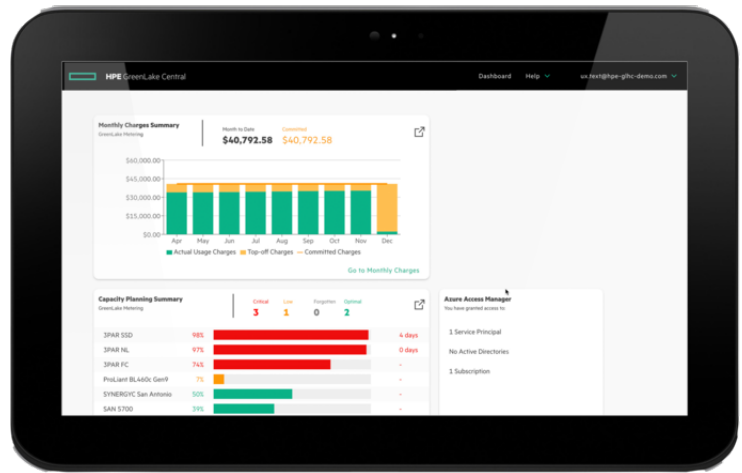 HPE GreenLake Central
Dashboard Help ux.text@hpe-glhc-demo.com
Monthly Charges Summary
GreenLake Metering
Month to Date
$40,792.58
Committed
$40,792.58
$60,000.00
$45,000.00
$30,000.00
$15,000.00
$0.00
Apr May Jun Jul Aug Sep Oct Nov Dec
Actual Usage Charges Top-off Charges Committed Charges
Go to Monthly Charges
Capacity Planning Summary
GreenLake Metering
Critical
3
Low
1
Forgotten
0
Optimal
2
3PAR SSD 98% 4 days
3PAR NL 97% 0 days
3PAR FC 74% -
ProLiant BL460c Gen9 7% -
SYNERGYC San Antonio 50% -
SAN 5700 39% -
Azure Access Manager
You have granted access to:
1 Service Principal
No Active Directories
1 Subscription